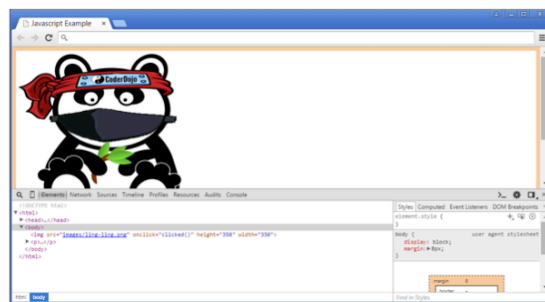 Javascript Example
CoderDojo
Elements Network Sources Timeline Profiles Resources Audits Console
<!DOCTYPE html>
<html>
<head>…</head>
<body>
<img src="images/ling-ling.png" onclick="clicked()" height="350" width="350">
<p>…</p>
</body>
</html>
html body
Styles Computed Event Listeners DOM Breakpoints
element.style {
}
body { user agent stylesheet
display: block;
margin: 8px;
}
margin 8
border -
Find in Styles